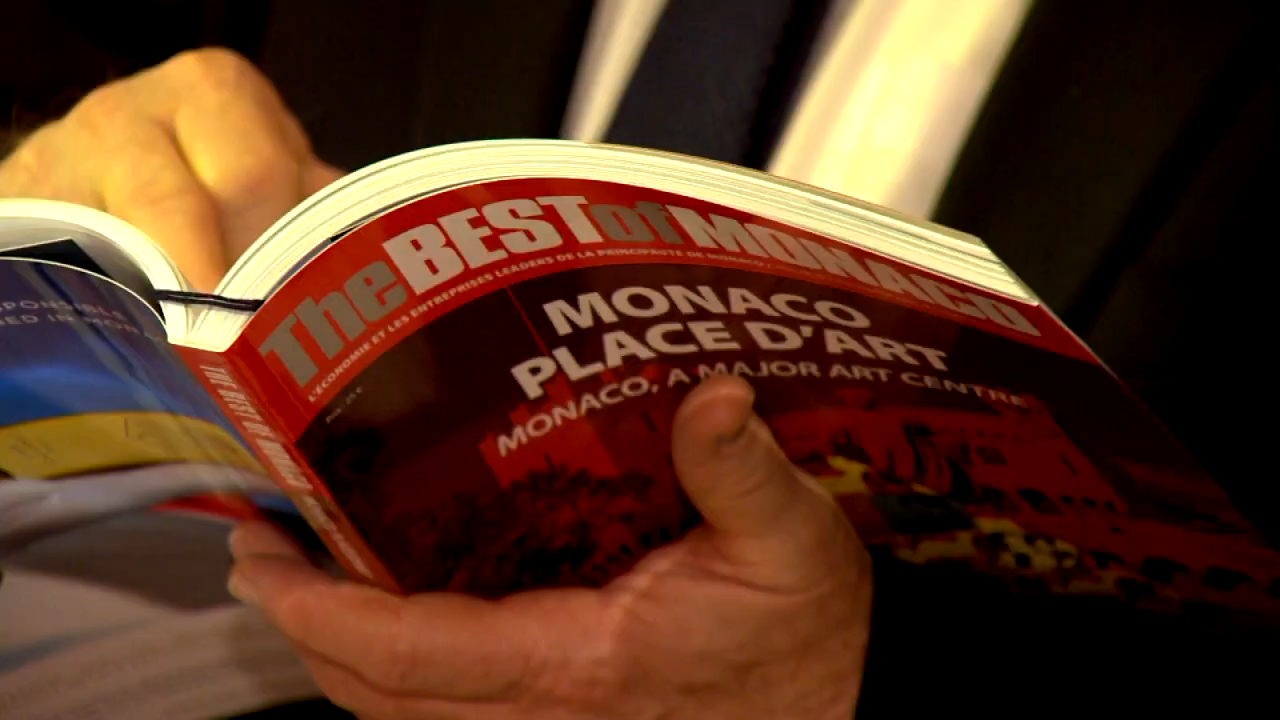 The BEST of MONACO
L'ÉCONOMIE ET LES ENTREPRISES LEADERS DE LA PRINCIPAUTÉ DE MONACO
MONACO
PLACE D'ART
MONACO, A MAJOR ART CENTRE
THE BEST OF MONACO